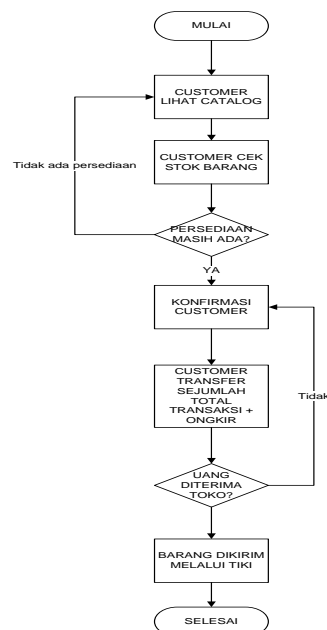 MULAI
CUSTOMER
LIHAT CATALOG
Tidak ada persediaan
CUSTOMER CEK
STOK BARANG
PERSEDIAAN
MASIH ADA?
YA
KONFIRMASI
CUSTOMER
CUSTOMER
TRANSFER
SEJUMLAH
TOTAL
TRANSAKSI +
ONGKIR
Tidak
UANG
DITERIMA
TOKO?
BARANG DIKIRIM
MELALUI TIKI
SELESAI